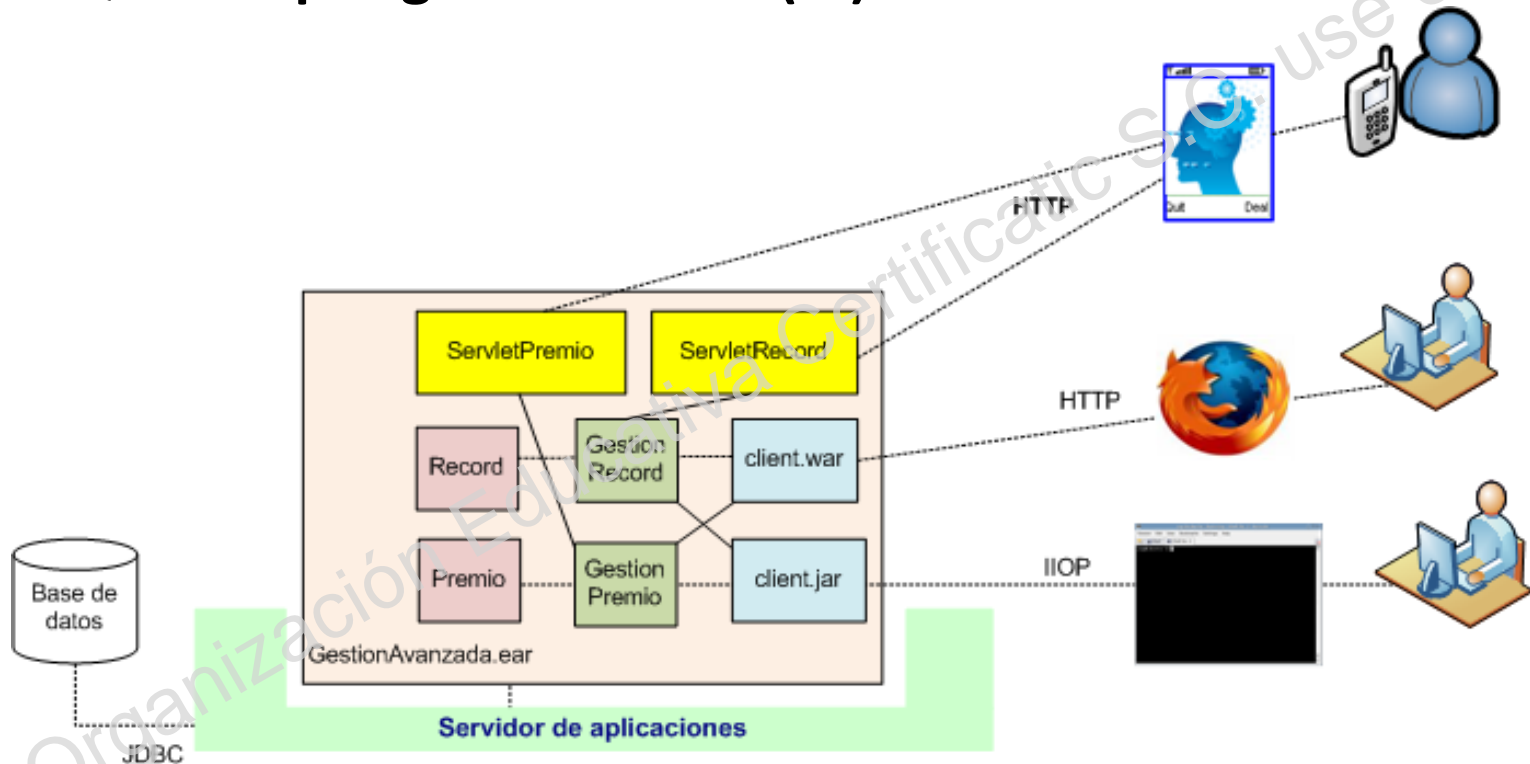 HTTP
Quit Deal
ServletPremio
ServletRecord
HTTP
Record
Gestion
Record
client.war
Premio
Gestion
Premio
client.jar
IIOP
Base de
datos
GestionAvanzada.ear
Servidor de aplicaciones
JDBC
Organización Educativa Certificatic S.C. use